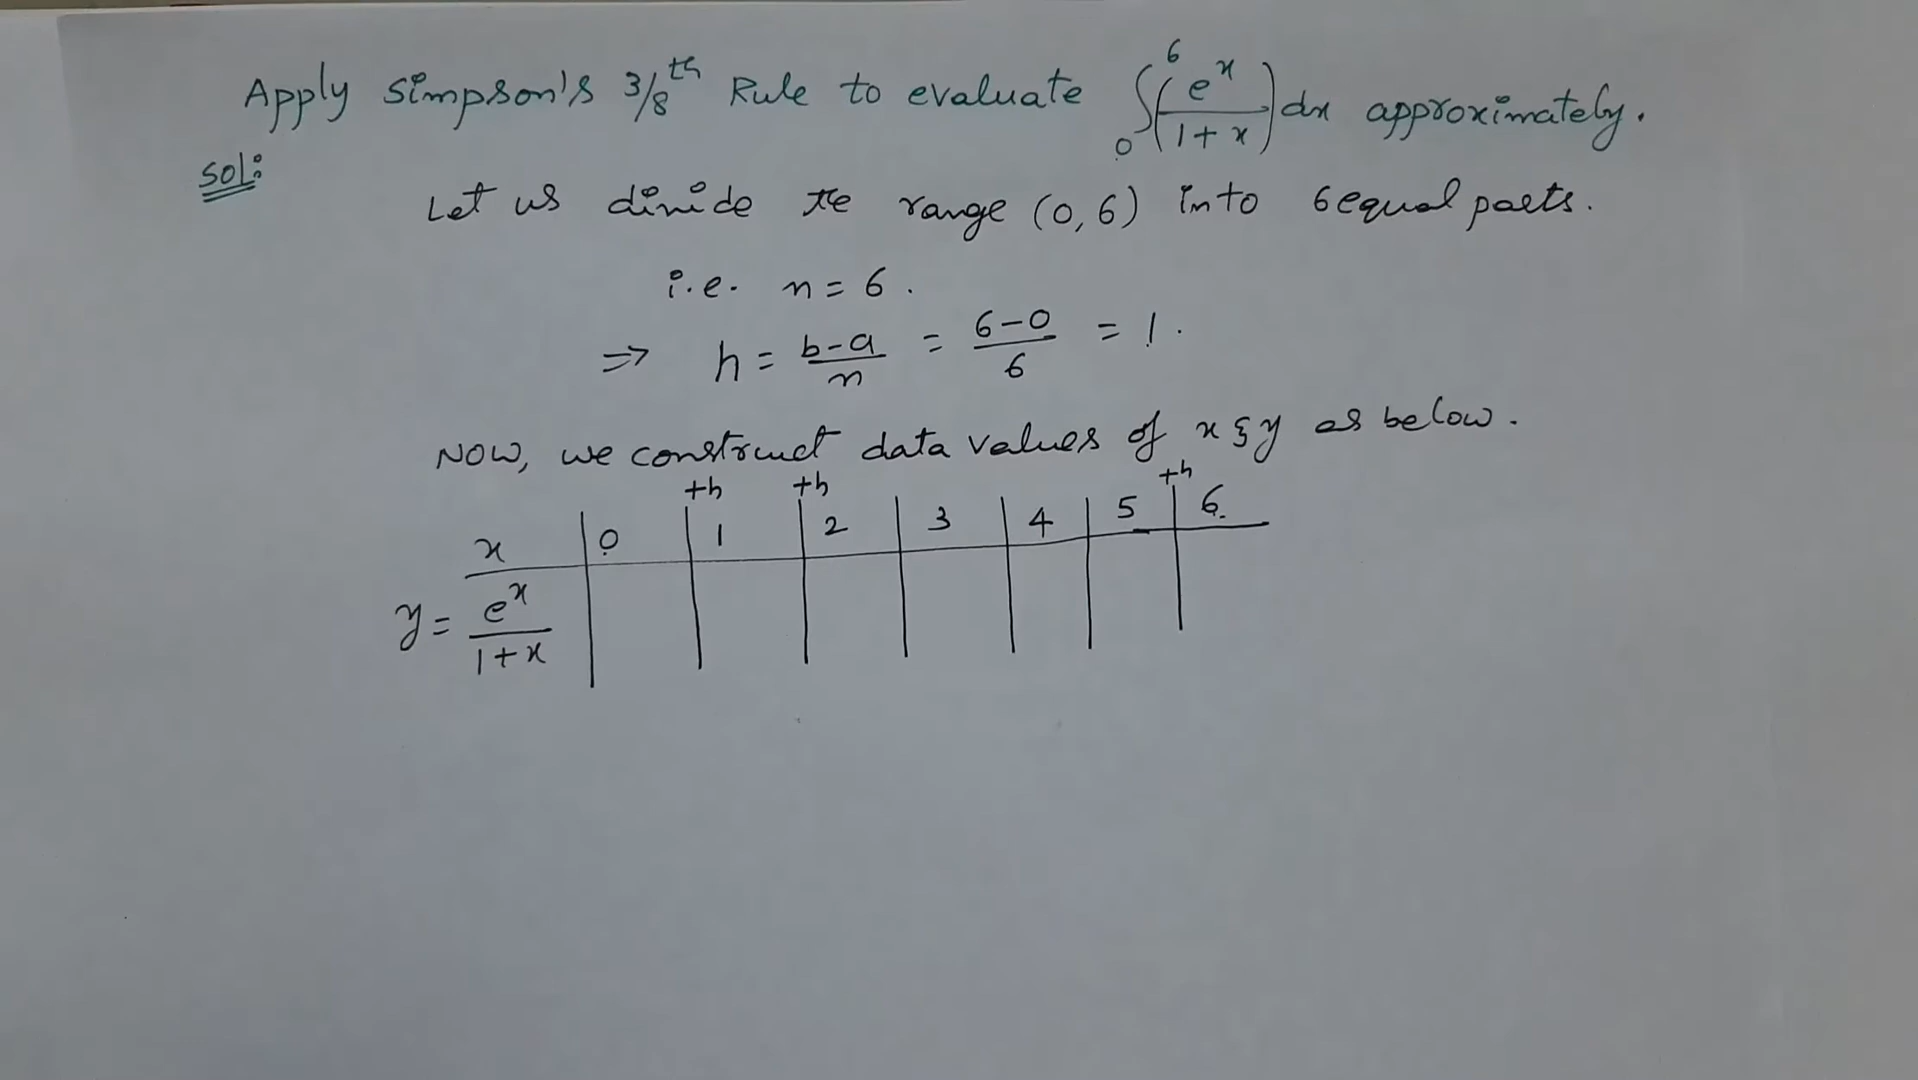 Apply Simpson's 3/8th Rule to evaluate ∫₀⁶ (e^x/(1+x)) dx approximately.
Sol:
Let us divide the range (0,6) into 6 equal parts.
i.e. n = 6.
⇒ h = (b-a)/n = (6-0)/6 = 1.
Now, we construct data values of x & y as below.
+h +h +h
x | 0 | 1 | 2 | 3 | 4 | 5 | 6.
y = e^x/(1+x)